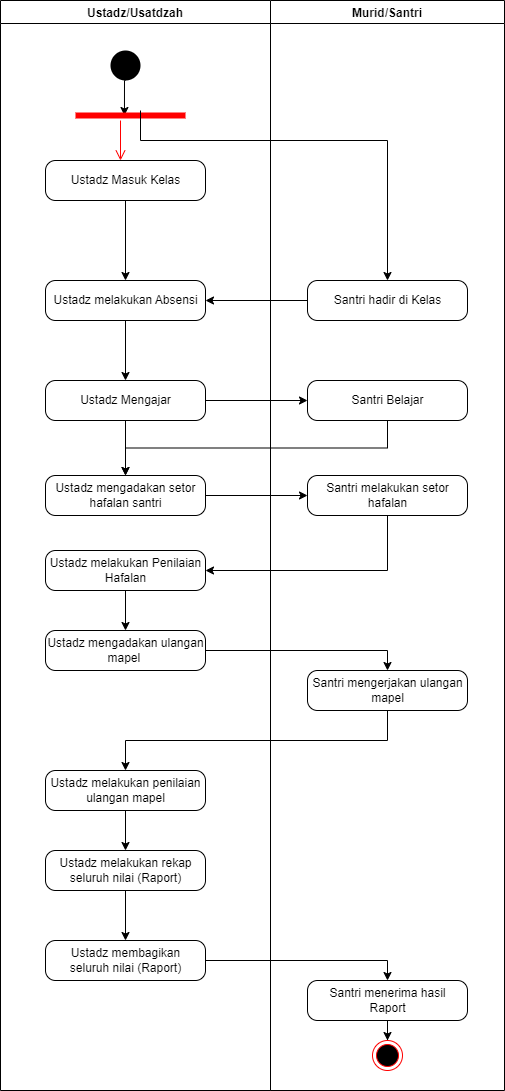 Ustadz/Usatdzah
Murid/Santri
Ustadz Masuk Kelas
Ustadz melakukan Absensi
Santri hadir di Kelas
Ustadz Mengajar
Santri Belajar
Ustadz mengadakan setor
hafalan santri
Santri melakukan setor
hafalan
Ustadz melakukan Penilaian
Hafalan
Ustadz mengadakan ulangan
mapel
Santri mengerjakan ulangan
mapel
Ustadz melakukan penilaian
ulangan mapel
Ustadz melakukan rekap
seluruh nilai (Raport)
Ustadz membagikan
seluruh nilai (Raport)
Santri menerima hasil
Raport